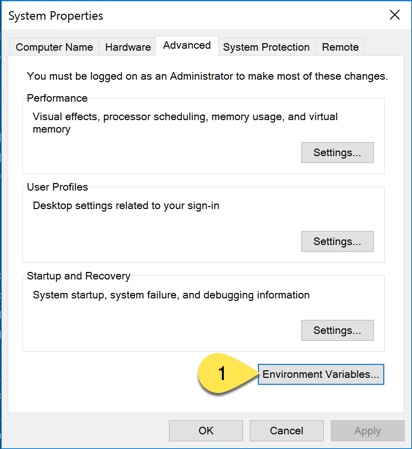 System Properties
Computer Name Hardware Advanced System Protection Remote
You must be logged on as an Administrator to make most of these changes.
Performance
Visual effects, processor scheduling, memory usage, and virtual
memory
Settings...
User Profiles
Desktop settings related to your sign-in
Settings...
Startup and Recovery
System startup, system failure, and debugging information
Settings...
1 Environment Variables...
OK Cancel Apply